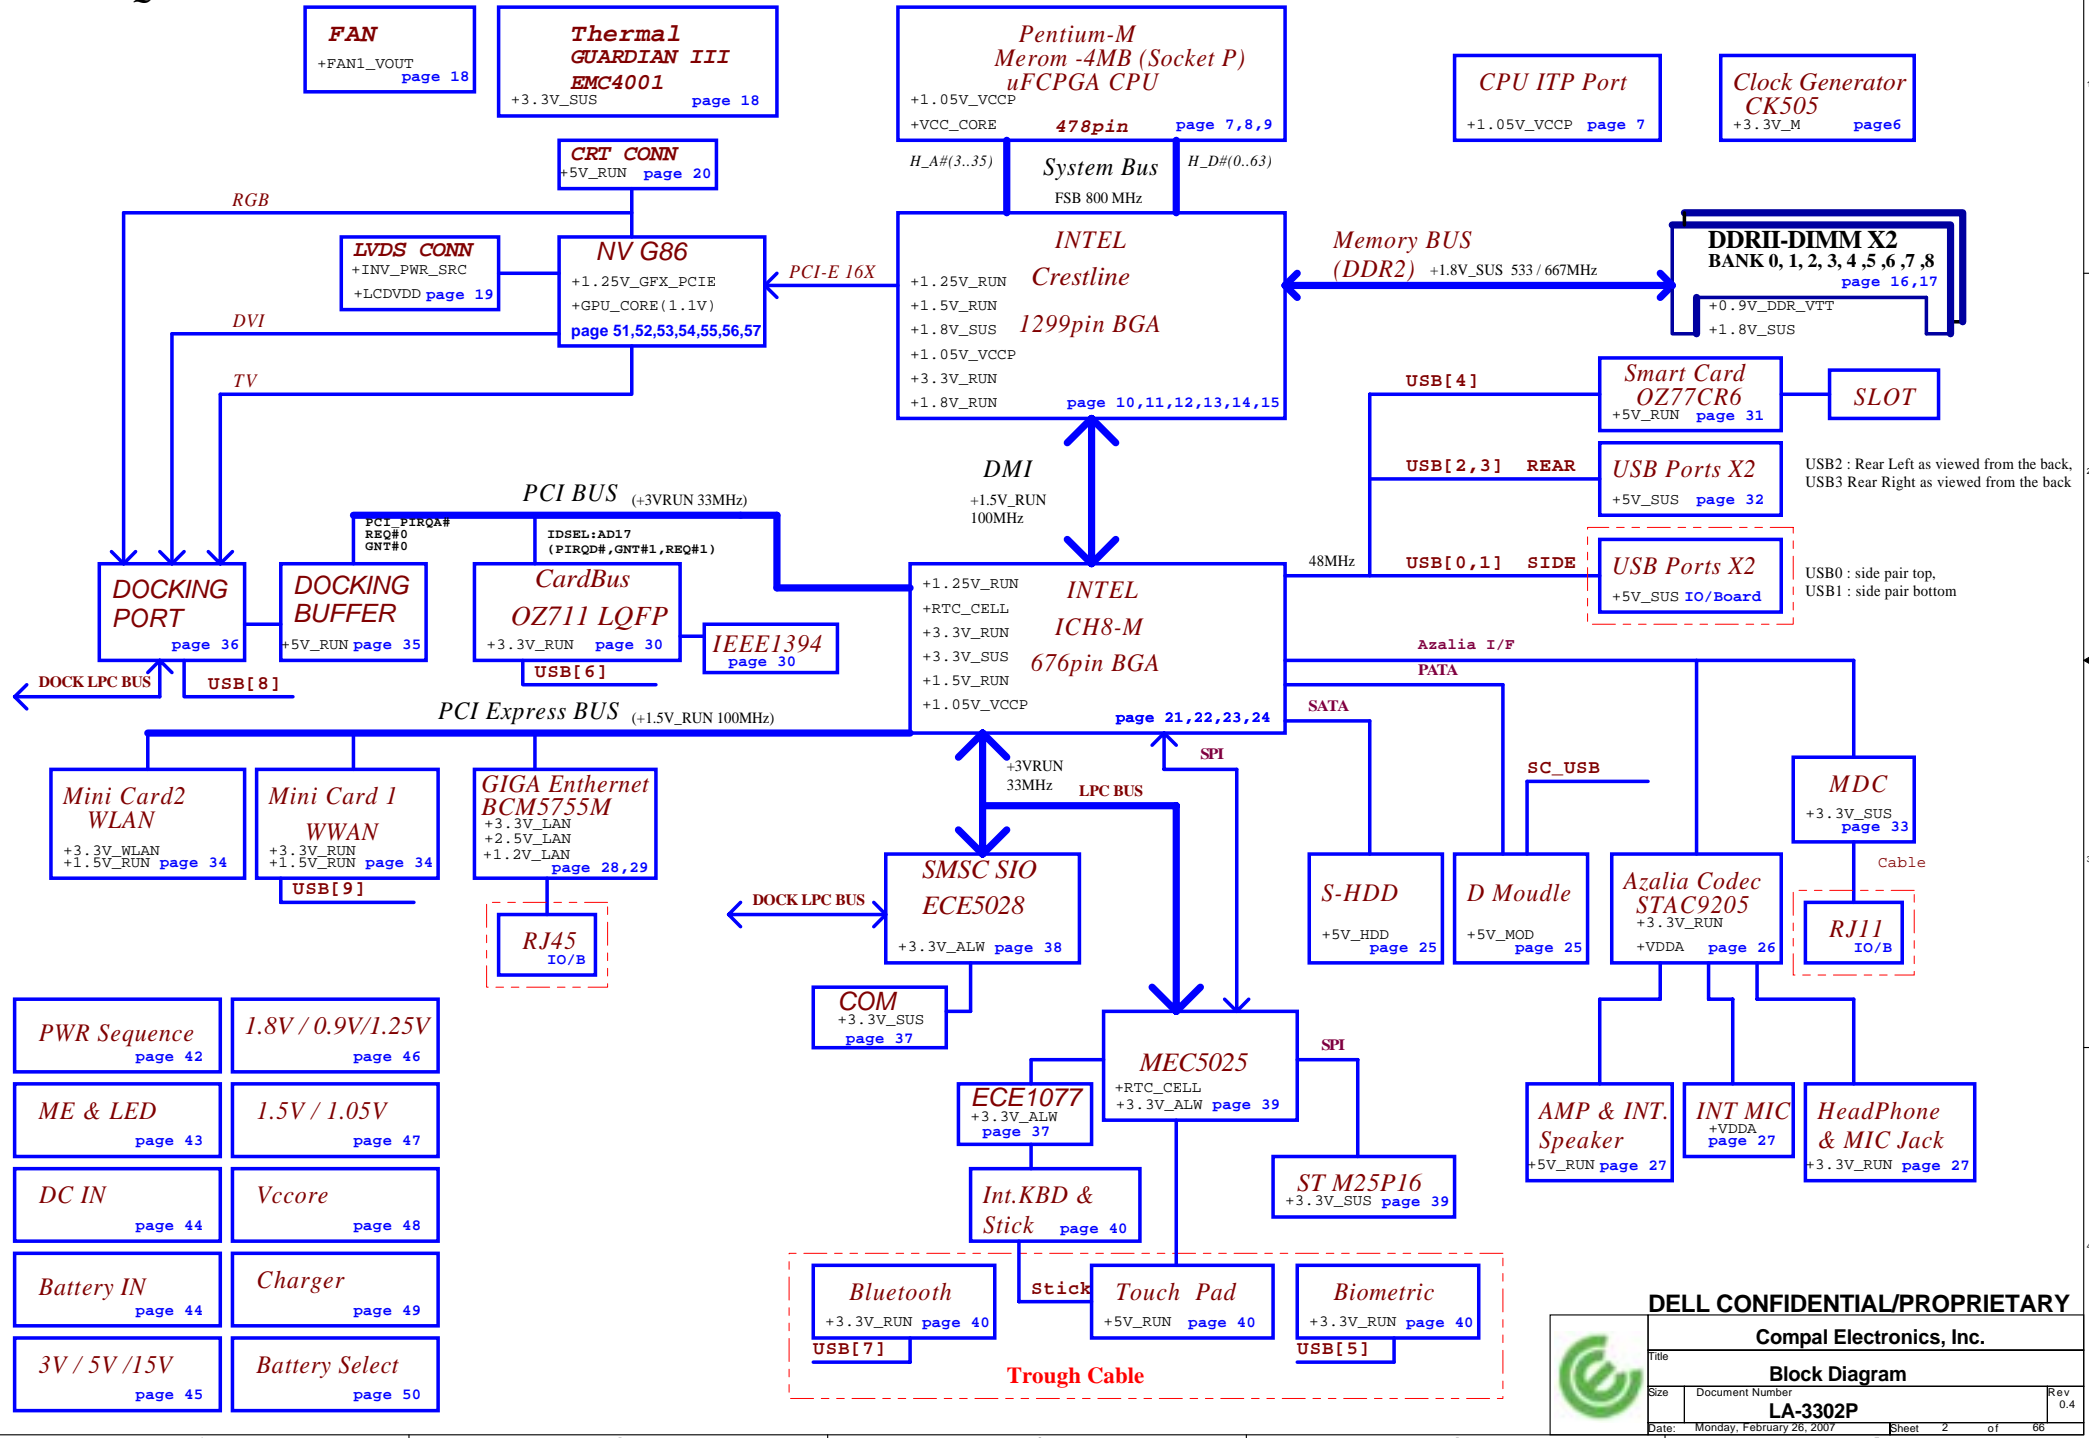 FAN
+FAN1_VOUT
page 18
Thermal
GUARDIAN III
EMC4001
+3.3V_SUS
page 18
Pentium-M
Merom -4MB (Socket P)
uFCPGA CPU
+1.05V_VCCP
+VCC_CORE
478pin
page 7,8,9
CPU ITP Port
+1.05V_VCCP page 7
Clock Generator
CK505
+3.3V_M
page6
H_A#(3..35)
System Bus
H_D#(0..63)
FSB 800 MHz
CRT CONN
+5V_RUN page 20
RGB
LVDS CONN
+INV_PWR_SRC
+LCDVDD page 19
NV G86
+1.25V_GFX_PCIE
+GPU_CORE(1.1V)
page 51,52,53,54,55,56,57
PCI-E 16X
DVI
TV
INTEL
Crestline
1299pin BGA
+1.25V_RUN
+1.5V_RUN
+1.8V_SUS
+1.05V_VCCP
+3.3V_RUN
+1.8V_RUN
page 10,11,12,13,14,15
Memory BUS
(DDR2) +1.8V_SUS 533 / 667MHz
DDRII-DIMM X2
BANK 0, 1, 2, 3, 4 ,5 ,6 ,7 ,8
page 16,17
+0.9V_DDR_VTT
+1.8V_SUS
USB[4]
Smart Card
OZ77CR6
+5V_RUN page 31
SLOT
USB[2,3] REAR
USB Ports X2
+5V_SUS page 32
USB2 : Rear Left as viewed from the back,
USB3 Rear Right as viewed from the back
48MHz
USB[0,1] SIDE
USB Ports X2
+5V_SUS IO/Board
USB0 : side pair top,
USB1 : side pair bottom
DMI
+1.5V_RUN
100MHz
PCI BUS (+3VRUN 33MHz)
PCI_PIRQA#
REQ#0
GNT#0
IDSEL:AD17
(PIRQD#,GNT#1,REQ#1)
DOCKING
PORT
page 36
DOCKING
BUFFER
+5V_RUN page 35
CardBus
OZ711 LQFP
+3.3V_RUN page 30
IEEE1394
page 30
USB[6]
DOCK LPC BUS
USB[8]
INTEL
ICH8-M
676pin BGA
+1.25V_RUN
+RTC_CELL
+3.3V_RUN
+3.3V_SUS
+1.5V_RUN
+1.05V_VCCP
page 21,22,23,24
Azalia I/F
PATA
SATA
PCI Express BUS (+1.5V_RUN 100MHz)
Mini Card2
WLAN
+3.3V_WLAN
+1.5V_RUN page 34
Mini Card 1
WWAN
+3.3V_RUN
+1.5V_RUN page 34
USB[9]
GIGA Enthernet
BCM5755M
+3.3V_LAN
+2.5V_LAN
+1.2V_LAN
page 28,29
RJ45
IO/B
+3VRUN
33MHz
LPC BUS
SPI
SC_USB
SMSC SIO
ECE5028
+3.3V_ALW page 38
DOCK LPC BUS
COM
+3.3V_SUS
page 37
S-HDD
+5V_HDD
page 25
D Moudle
+5V_MOD
page 25
Azalia Codec
STAC9205
+3.3V_RUN
+VDDA page 26
MDC
+3.3V_SUS
page 33
Cable
RJ11
IO/B
MEC5025
+RTC_CELL
+3.3V_ALW page 39
SPI
ECE1077
+3.3V_ALW
page 37
Int.KBD &
Stick page 40
ST M25P16
+3.3V_SUS page 39
AMP & INT.
Speaker
+5V_RUN page 27
INT MIC
+VDDA
page 27
HeadPhone
& MIC Jack
+3.3V_RUN page 27
PWR Sequence
page 42
1.8V / 0.9V/1.25V
page 46
ME & LED
page 43
1.5V / 1.05V
page 47
DC IN
page 44
Vccore
page 48
Battery IN
page 44
Charger
page 49
3V / 5V /15V
page 45
Battery Select
page 50
Bluetooth
+3.3V_RUN page 40
USB[7]
Stick
Touch Pad
+5V_RUN page 40
Biometric
+3.3V_RUN page 40
USB[5]
Trough Cable
DELL CONFIDENTIAL/PROPRIETARY
Compal Electronics, Inc.
Title
Block Diagram
Size
Document Number
Rev
LA-3302P
0.4
Date: Monday, February 26, 2007 Sheet 2 of 66